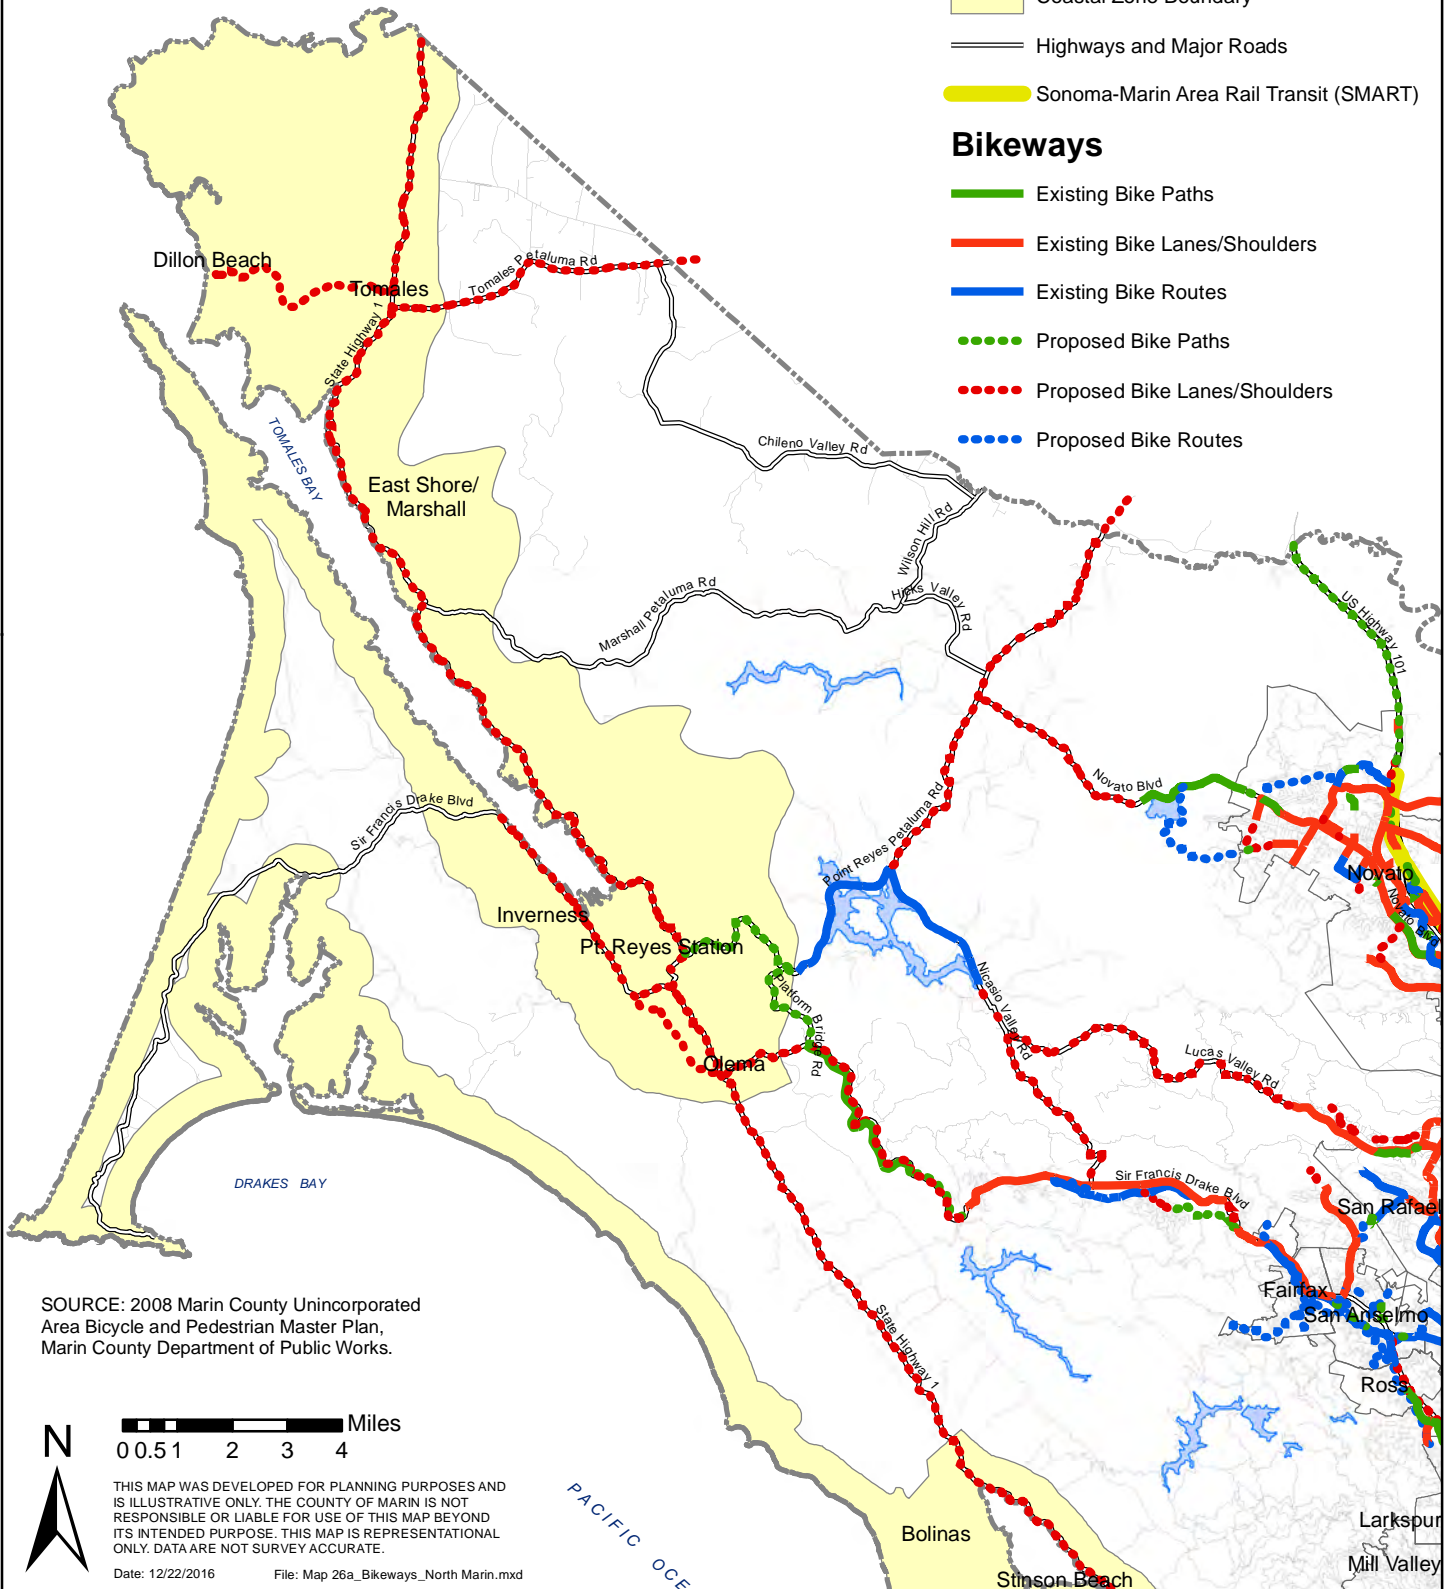 Coastal Zone Boundary
Highways and Major Roads
Sonoma-Marin Area Rail Transit (SMART)
Bikeways
Existing Bike Paths
Existing Bike Lanes/Shoulders
Existing Bike Routes
Proposed Bike Paths
Proposed Bike Lanes/Shoulders
Proposed Bike Routes
Dillon Beach
Tomales
Tomales Petaluma Rd
State Highway 1
TOMALES BAY
East Shore/
Marshall
Chileno Valley Rd
Wilson Hill Rd
Hicks Valley Rd
Marshall Petaluma Rd
US Highway 101
Novato Blvd
Sir Francis Drake Blvd
Point Reyes Petaluma Rd
Novato
Novato Blvd
Inverness
Pt. Reyes Station
Platform Bridge Rd
Nicasio Valley Rd
Olema
Lucas Valley Rd
Sir Francis Drake Blvd
DRAKES BAY
San Rafael
Fairfax
San Anselmo
Ross
State Highway 1
SOURCE: 2008 Marin County Unincorporated
Area Bicycle and Pedestrian Master Plan,
Marin County Department of Public Works.
N
Miles
0 0.5 1 2 3 4
THIS MAP WAS DEVELOPED FOR PLANNING PURPOSES AND
IS ILLUSTRATIVE ONLY. THE COUNTY OF MARIN IS NOT
RESPONSIBLE OR LIABLE FOR USE OF THIS MAP BEYOND
ITS INTENDED PURPOSE. THIS MAP IS REPRESENTATIONAL
ONLY. DATA ARE NOT SURVEY ACCURATE.
Date: 12/22/2016 File: Map 26a_Bikeways_North Marin.mxd
PACIFIC OCE
Bolinas
Stinson Beach
Larkspur
Mill Valley